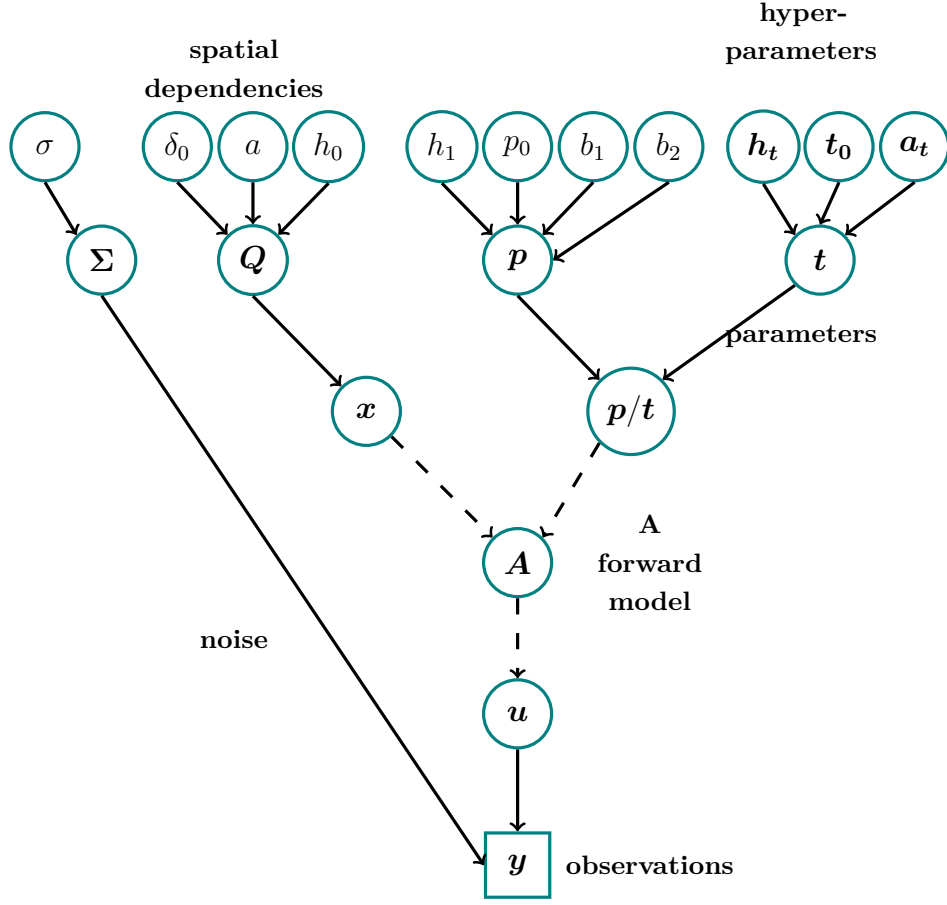 hyper-
parameters
spatial
dependencies
σ δ₀ a h₀ h₁ p₀ b₁ b₂ hₜ t₀ aₜ
Σ Q p t
parameters
x p/t
A
forward
model
A
noise
u
y observations